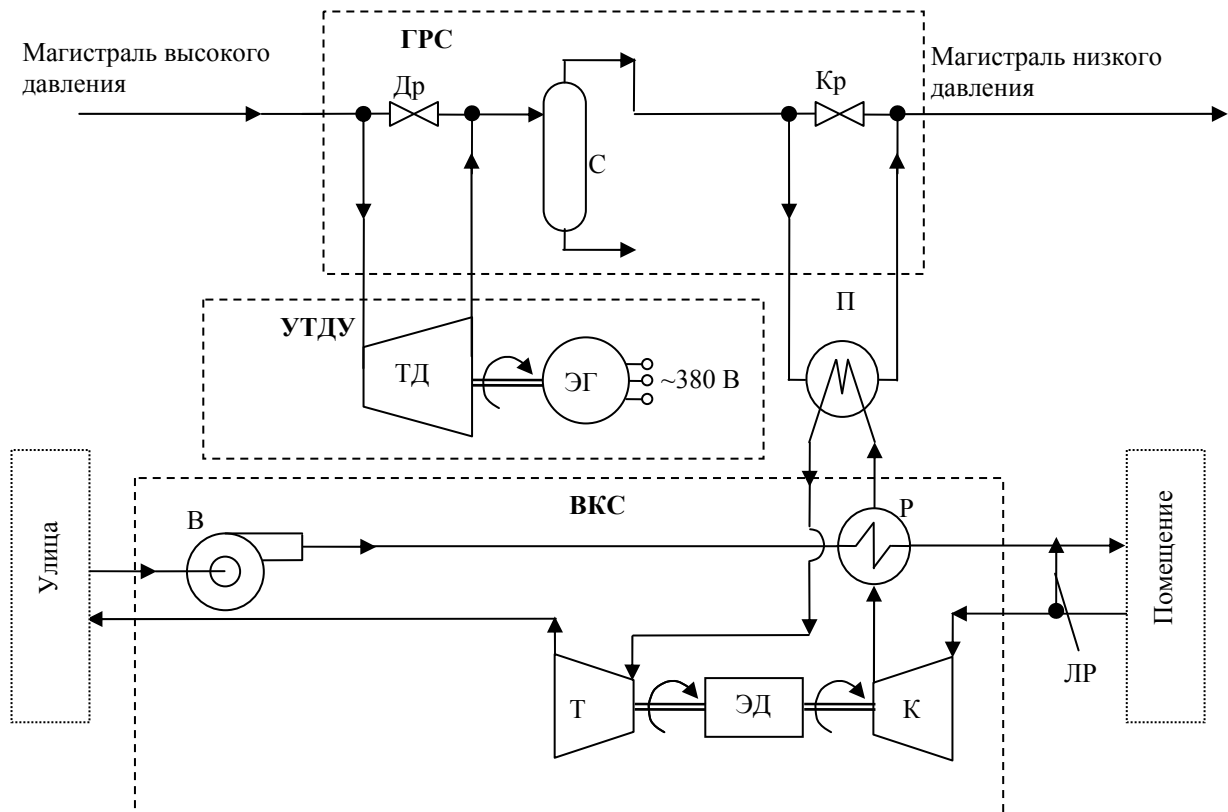 ГРС
Магистраль высокого
давления
Др
С
Кр
Магистраль низкого
давления
П
УТДУ
ТД
ЭГ
~380 В
ВКС
Улица
В
Р
Помещение
ЛР
Т
ЭД
К